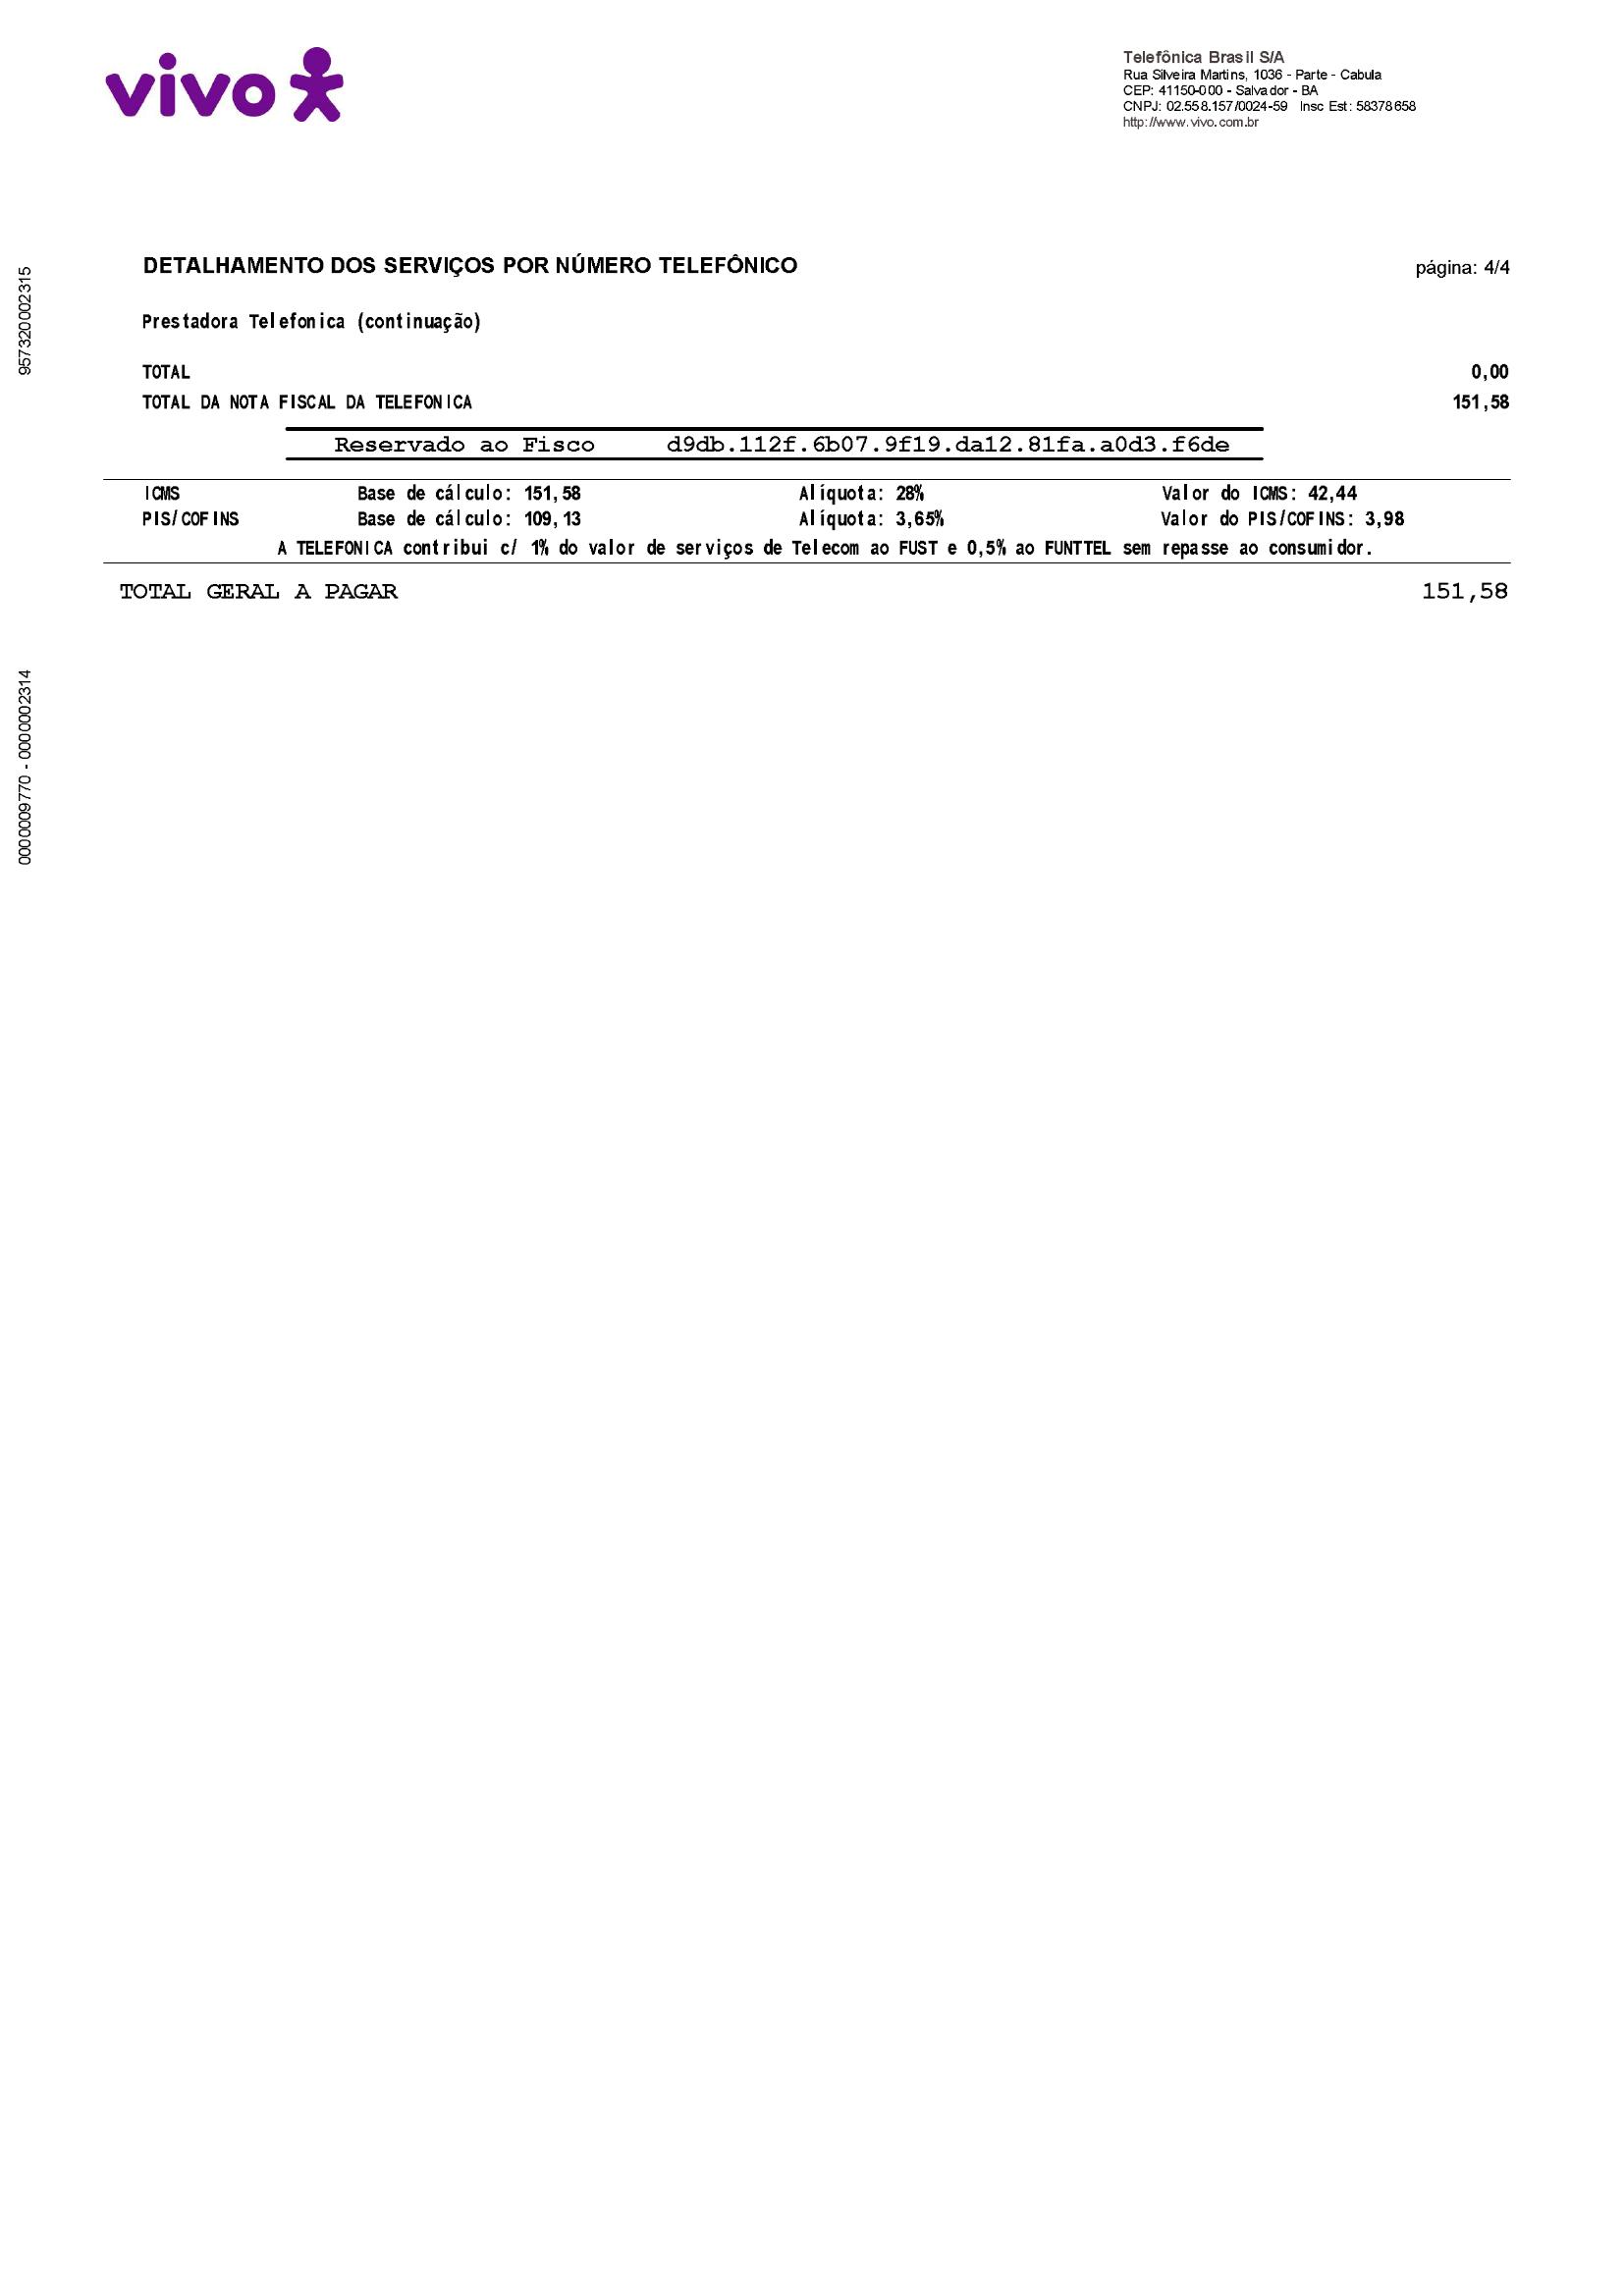 vivo
Telefônica Brasil S/A
Rua Silveira Martins, 1036 - Parte - Cabula
CEP: 41150-000 - Salvador - BA
CNPJ: 02.558.157/0024-59 Insc Est: 58378658
http://www.vivo.com.br
DETALHAMENTO DOS SERVIÇOS POR NÚMERO TELEFÔNICO página: 4/4
Prestadora Telefonica (continuação)
TOTAL 0,00
TOTAL DA NOTA FISCAL DA TELEFONICA 151,58
Reservado ao Fisco d9db.112f.6b07.9f19.da12.81fa.a0d3.f6de
ICMS Base de cálculo: 151,58 Alíquota: 28% Valor do ICMS: 42,44
PIS/COFINS Base de cálculo: 109,13 Alíquota: 3,65% Valor do PIS/COFINS: 3,98
A TELEFONICA contribui c/ 1% do valor de serviços de Telecom ao FUST e 0,5% ao FUNTTEL sem repasse ao consumidor.
TOTAL GERAL A PAGAR 151,58
957320002315
0000009770 - 0000002314